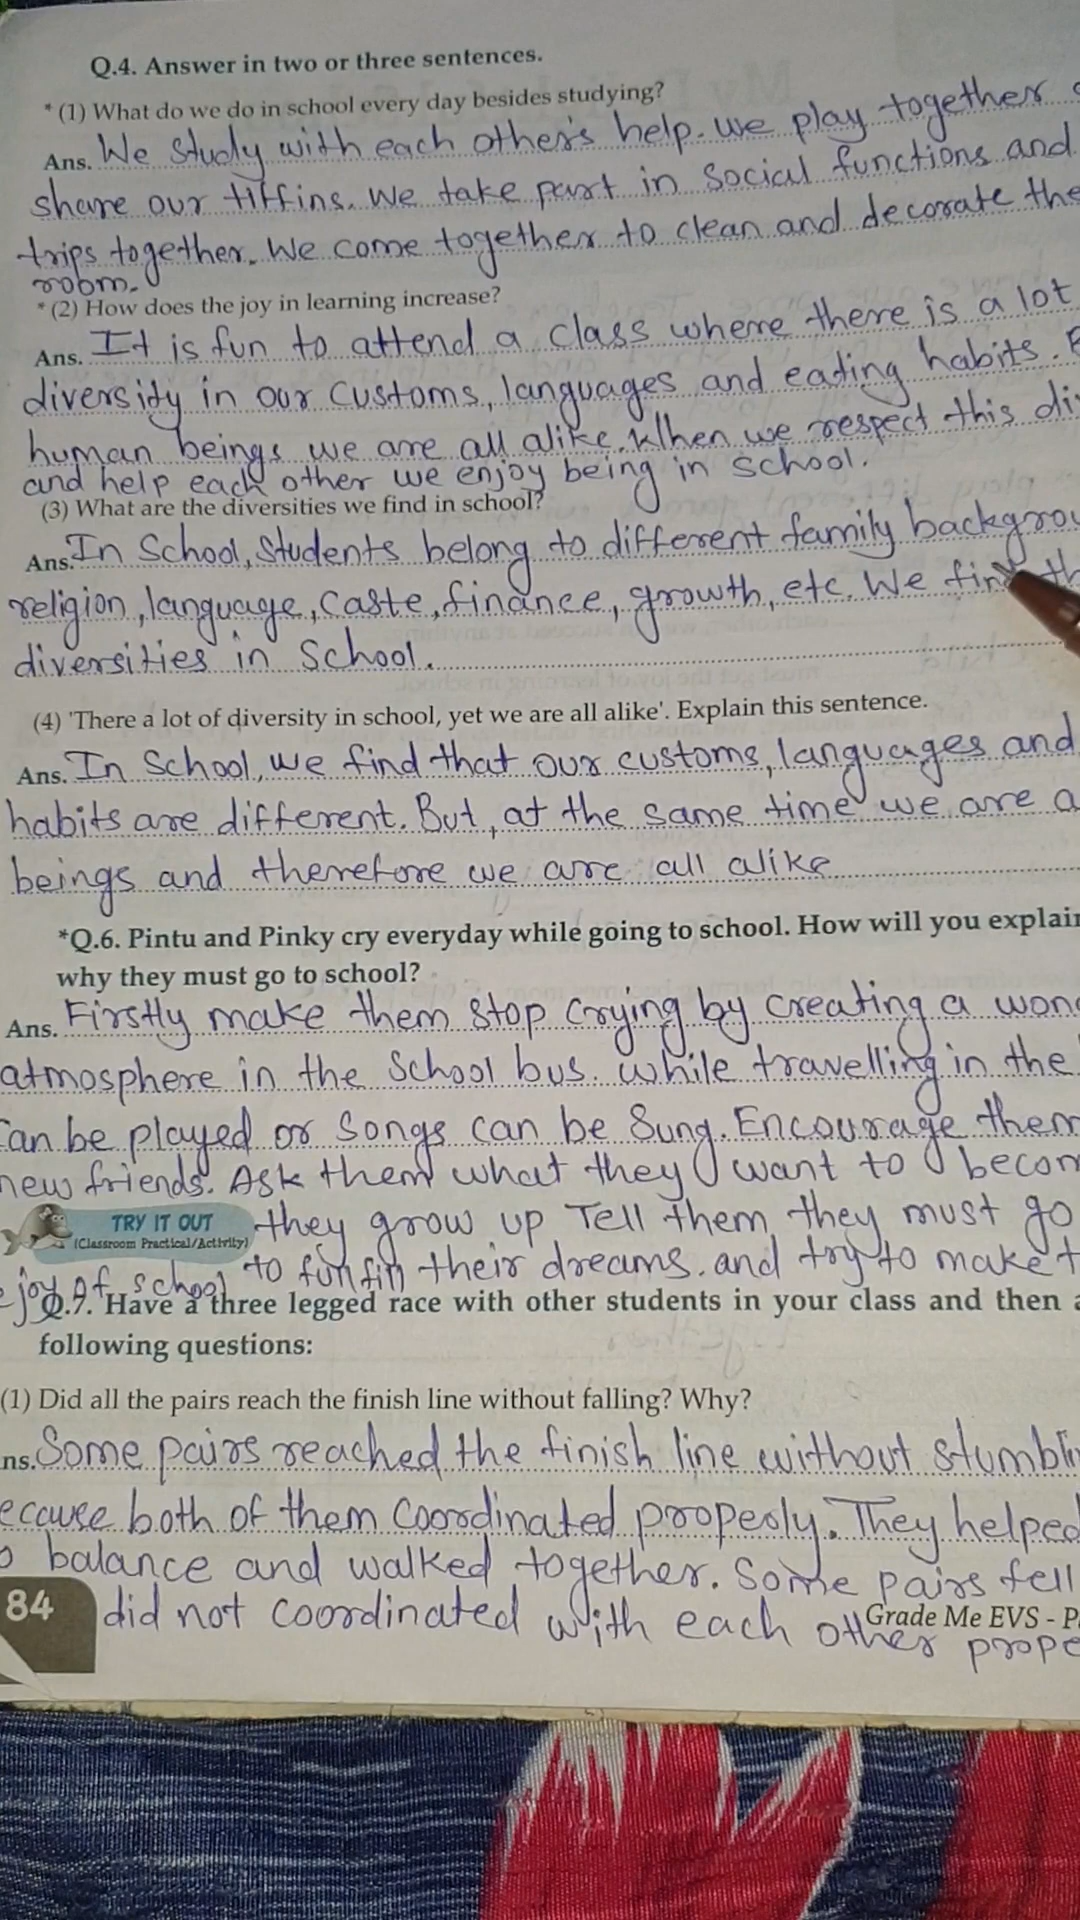 Q.4. Answer in two or three sentences.
* (1) What do we do in school every day besides studying?
Ans. We study with each other's help. we play together
share our tiffins. We take part in social functions and
trips together. We come together to clean and decorate the
room.
* (2) How does the joy in learning increase?
Ans. It is fun to attend a class where there is a lot
diversity in our customs, languages and eating habits.
human beings we are all alike. When we respect this
and help each other we enjoy being in school.
(3) What are the diversities we find in school?
Ans. In School, students belong to different family backgrou
religion, language, caste, finance, growth, etc. We find th
diversities in School.
(4) 'There a lot of diversity in school, yet we are all alike'. Explain this sentence.
Ans. In School, we find that our customs, languages and
habits are different. But, at the same time we are a
beings and therefore we are all alike
*Q.6. Pintu and Pinky cry everyday while going to school. How will you explain
why they must go to school?
Ans. Firstly make them stop crying by creating a won
atmosphere in the School bus. while travelling in the
can be played or songs can be Sung. Encourage them
new friends. Ask them what they want to becom
TRY IT OUT they grow up Tell them they must go
(Classroom Practical/Activity) to their dreams. and try to make t
joy of school
Q.7. Have a three legged race with other students in your class and then a
following questions:
(1) Did all the pairs reach the finish line without falling? Why?
ns. Some pairs reached the finish line without stumblin
ecause both of them coordinated properly. They helped
o balance and walked together. Some pairs fell
84 did not coordinated with each other prope
Grade Me EVS - P